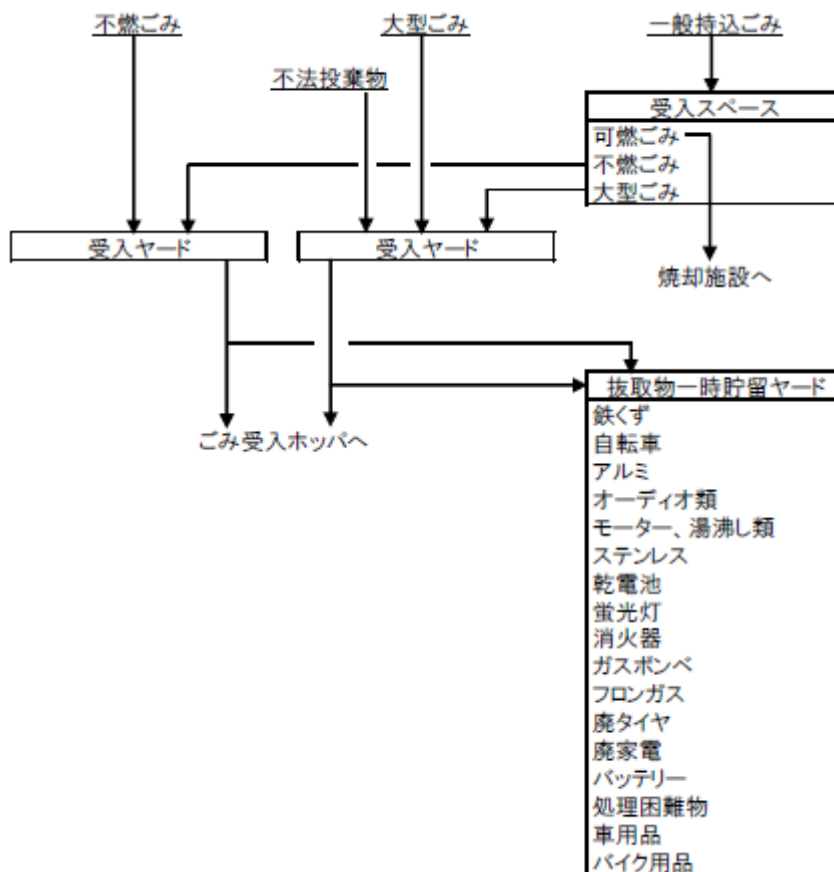 不燃ごみ
大型ごみ
一般持込ごみ
不法投棄物
受入スペース
可燃ごみ
不燃ごみ
大型ごみ
受入ヤード
受入ヤード
焼却施設へ
抜取物一時貯留ヤード
鉄くず
自転車
アルミ
オーディオ類
モーター、湯沸し類
ステンレス
乾電池
蛍光灯
消火器
ガスボンベ
フロンガス
廃タイヤ
廃家電
バッテリー
処理困難物
車用品
バイク用品
ごみ受入ホッパへ